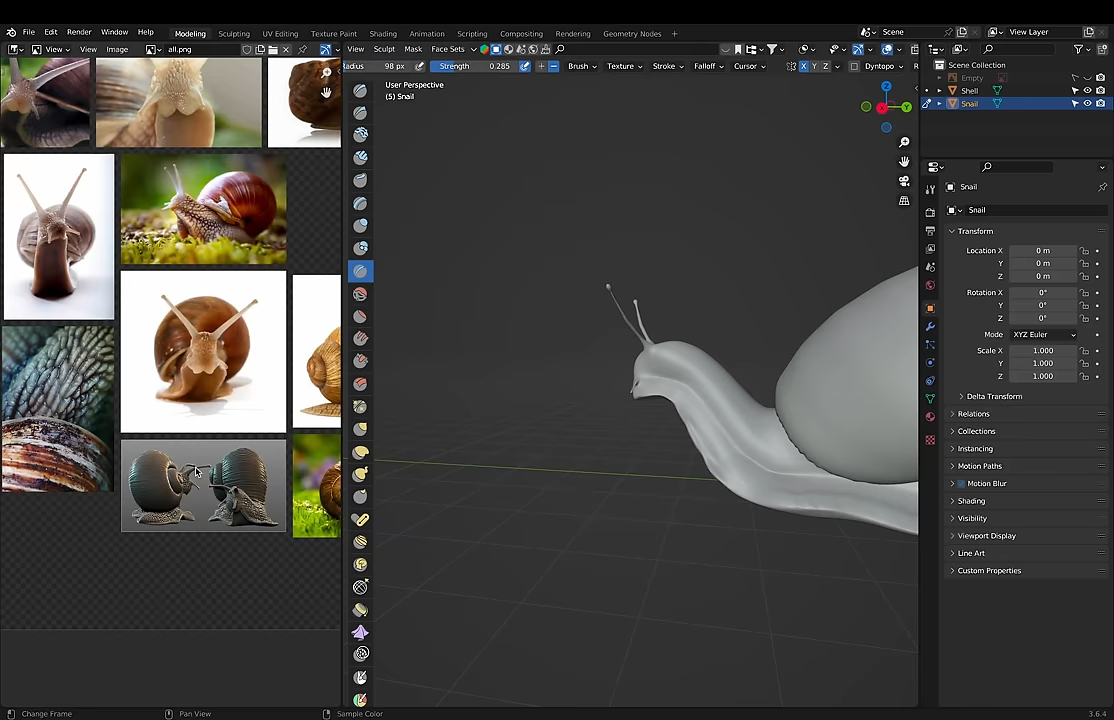 File Edit Render Window Help Modeling Sculpting UV Editing Texture Paint Shading Animation Scripting Compositing Rendering Geometry Nodes + Scene View Layer
View View Image all.png View Sculpt Mask Face Sets
Radius 98 px Strength 0.285 Brush Texture Stroke Falloff Cursor X Y Z Dyntopo R
User Perspective
(5) Snail
Z
X
Y
Scene Collection
Empty
Shell
Snail
Snail
Snail
Transform
Location X 0 m
Y 0 m
Z 0 m
Rotation X 0°
Y 0°
Z 0°
Mode XYZ Euler
Scale X 1.000
Y 1.000
Z 1.000
Delta Transform
Relations
Collections
Instancing
Motion Paths
Motion Blur
Shading
Visibility
Viewport Display
Line Art
Custom Properties
Change Frame Pan View Sample Color 3.6.4